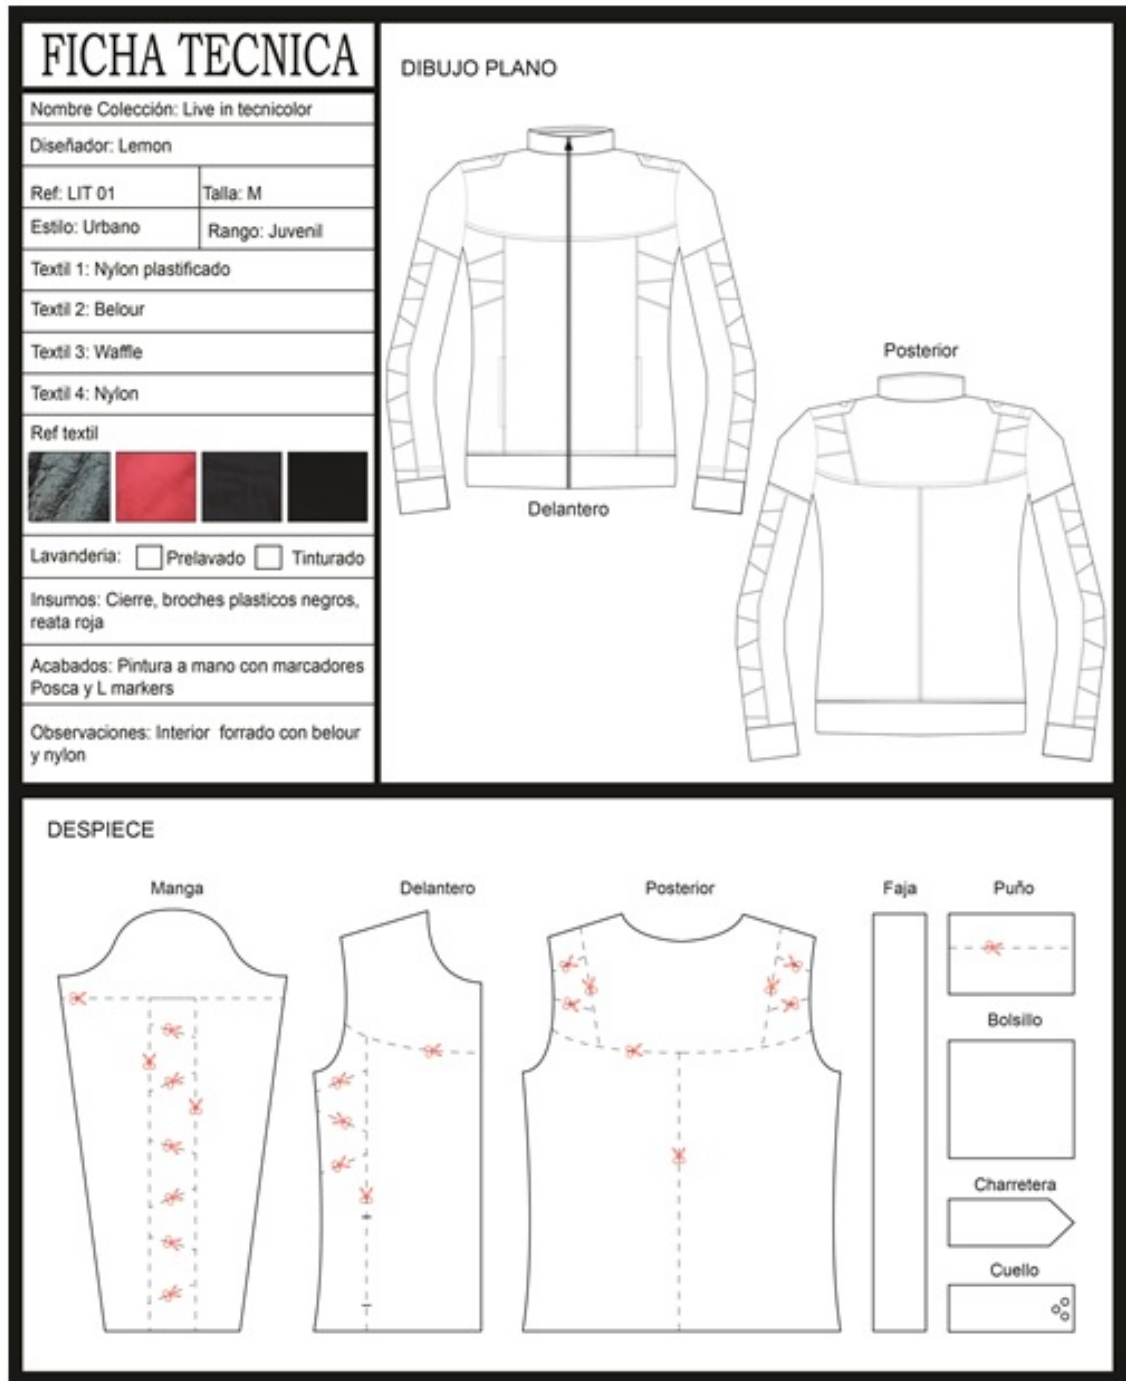 FICHA TECNICA
Nombre Colección: Live in tecnicolor
Diseñador: Lemon
Ref: LIT 01
Talla: M
Estilo: Urbano
Rango: Juvenil
Textil 1: Nylon plastificado
Textil 2: Belour
Textil 3: Waffle
Textil 4: Nylon
Ref textil
Lavanderia: Prelavado Tinturado
Insumos: Cierre, broches plasticos negros,
reata roja
Acabados: Pintura a mano con marcadores
Posca y L markers
Observaciones: Interior forrado con belour
y nylon
DIBUJO PLANO
Delantero
Posterior
DESPIECE
Manga
Delantero
Posterior
Faja
Puño
Bolsillo
Charretera
Cuello